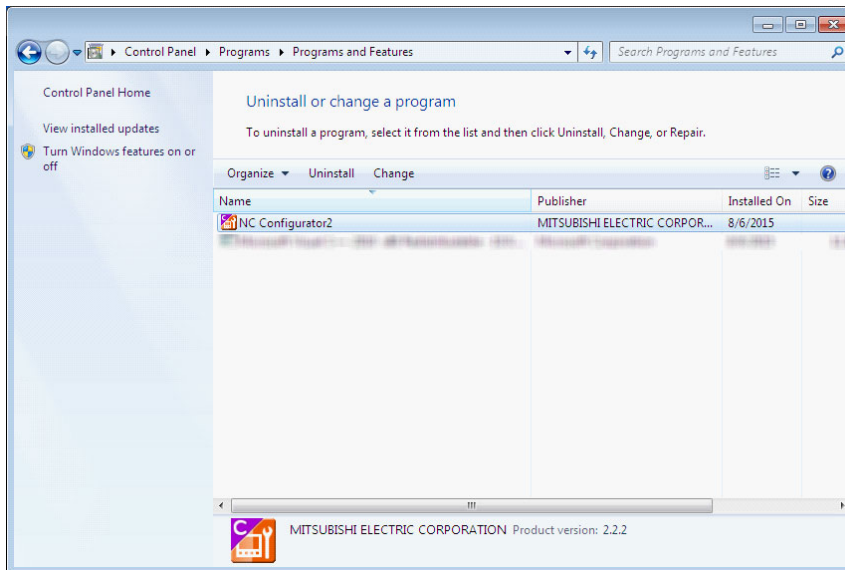 Control Panel Programs Programs and Features
Search Programs and Features
Control Panel Home
View installed updates
Turn Windows features on or
off
Uninstall or change a program
To uninstall a program, select it from the list and then click Uninstall, Change, or Repair.
Organize Uninstall Change
Name Publisher Installed On Size
NC Configurator2 MITSUBISHI ELECTRIC CORPOR... 8/6/2015
C
MITSUBISHI ELECTRIC CORPORATION Product version: 2.2.2